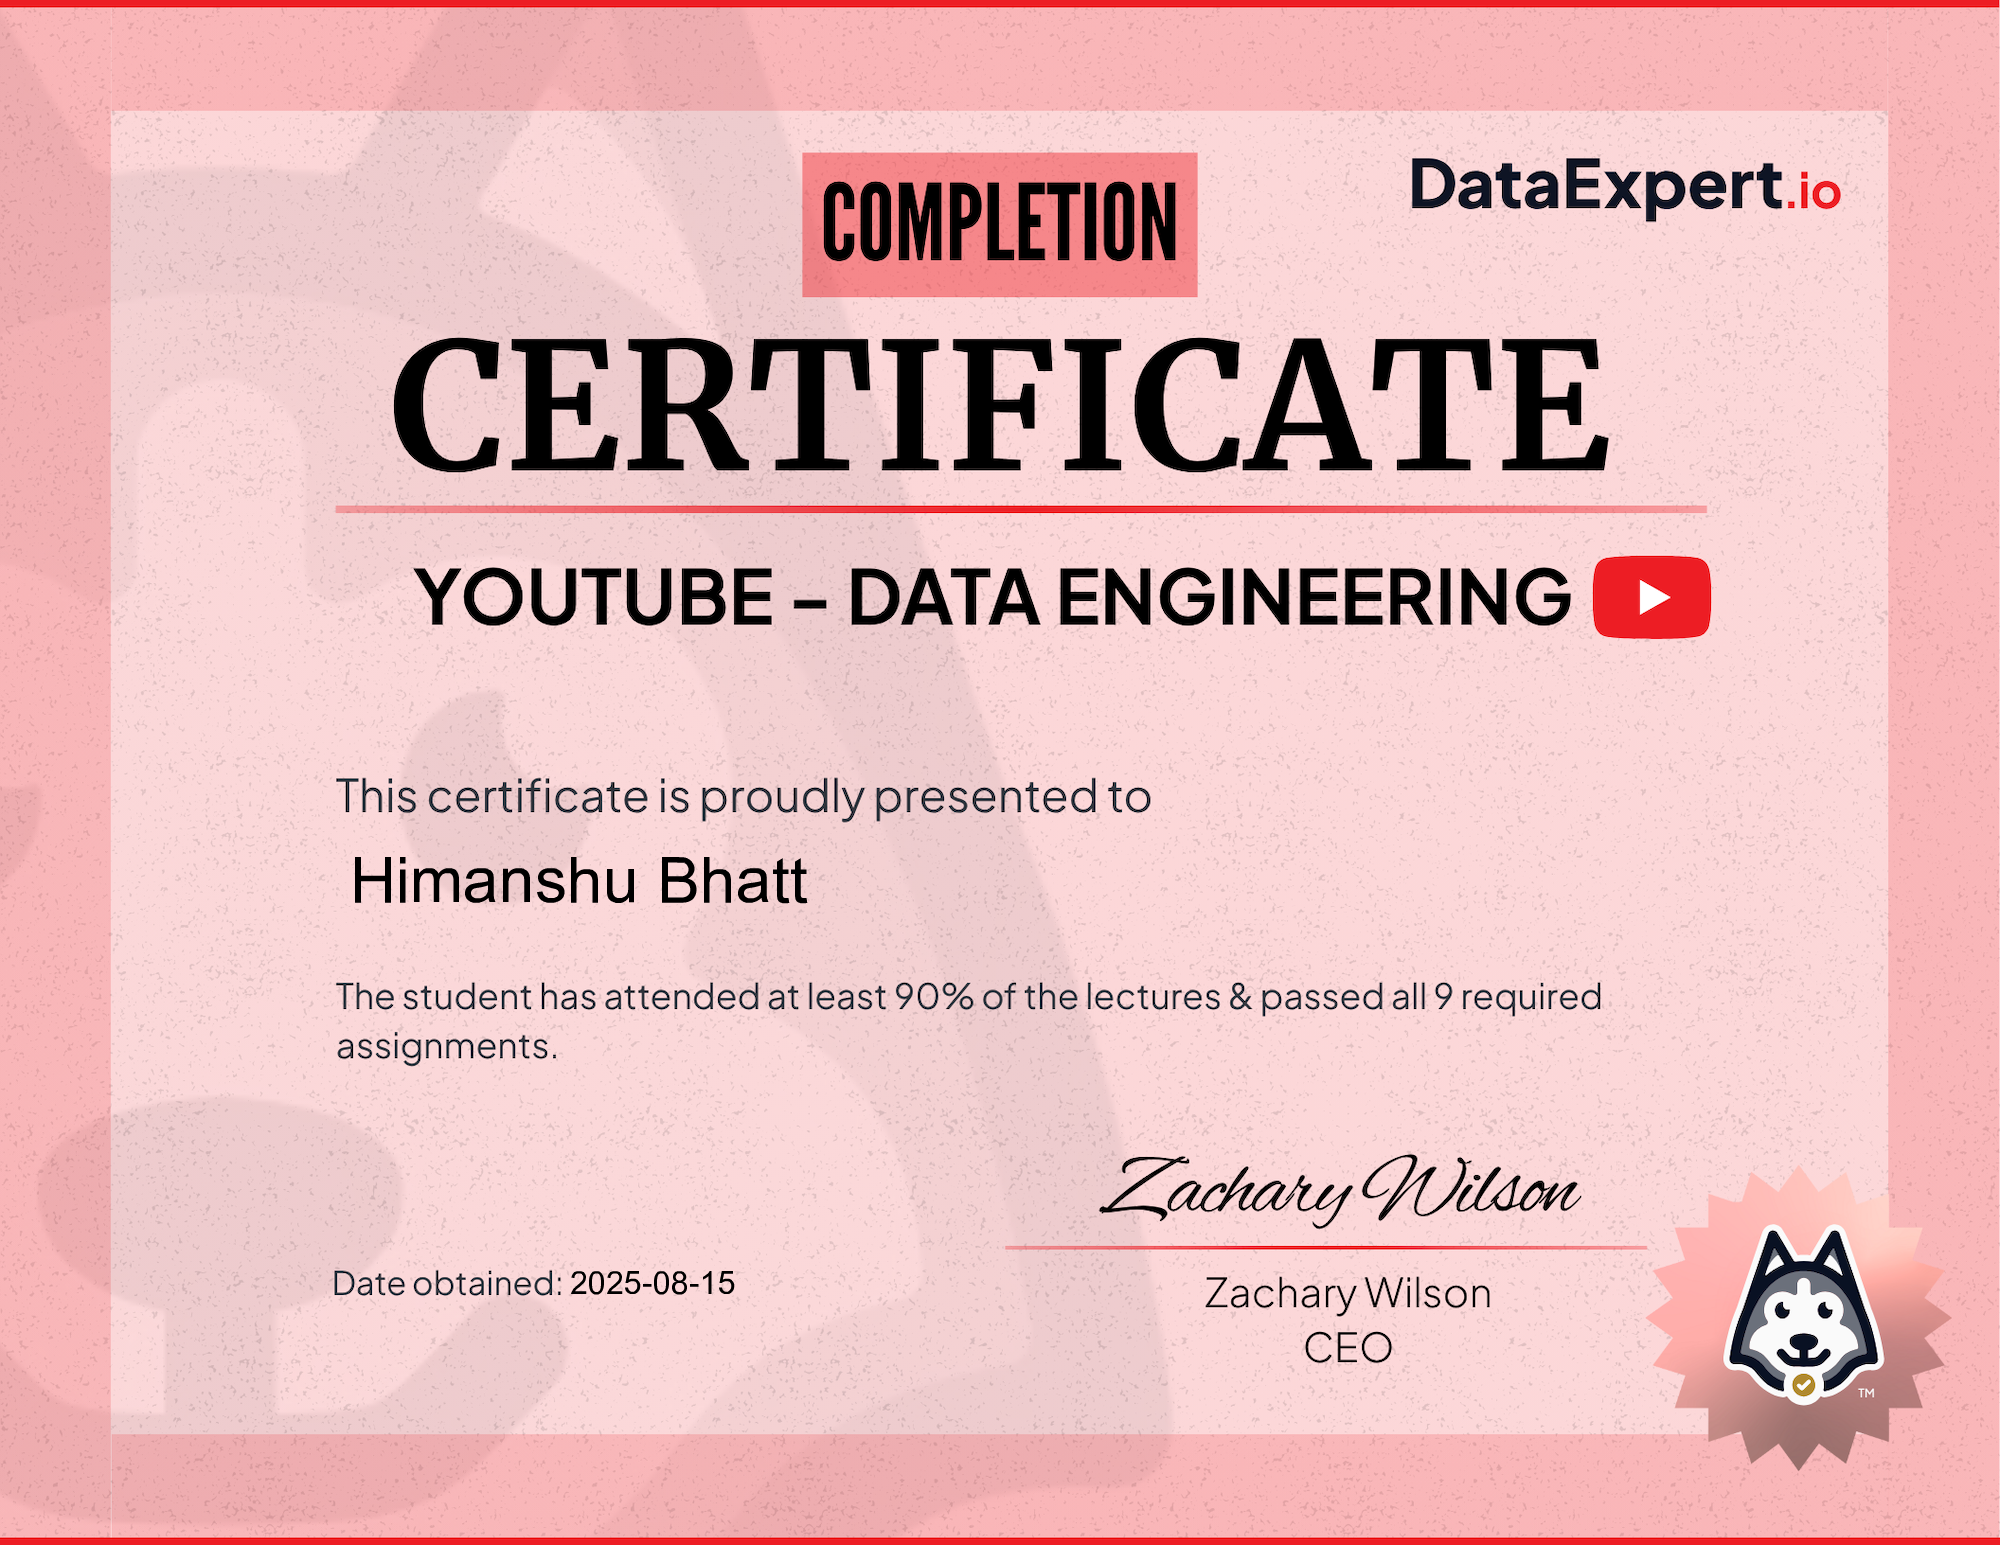 COMPLETION
DataExpert.io
CERTIFICATE
YOUTUBE – DATA ENGINEERING
This certificate is proudly presented to
Himanshu Bhatt
The student has attended at least 90% of the lectures & passed all 9 required
assignments.
Zachary Wilson
Date obtained: 2025-08-15
Zachary Wilson
CEO
TM